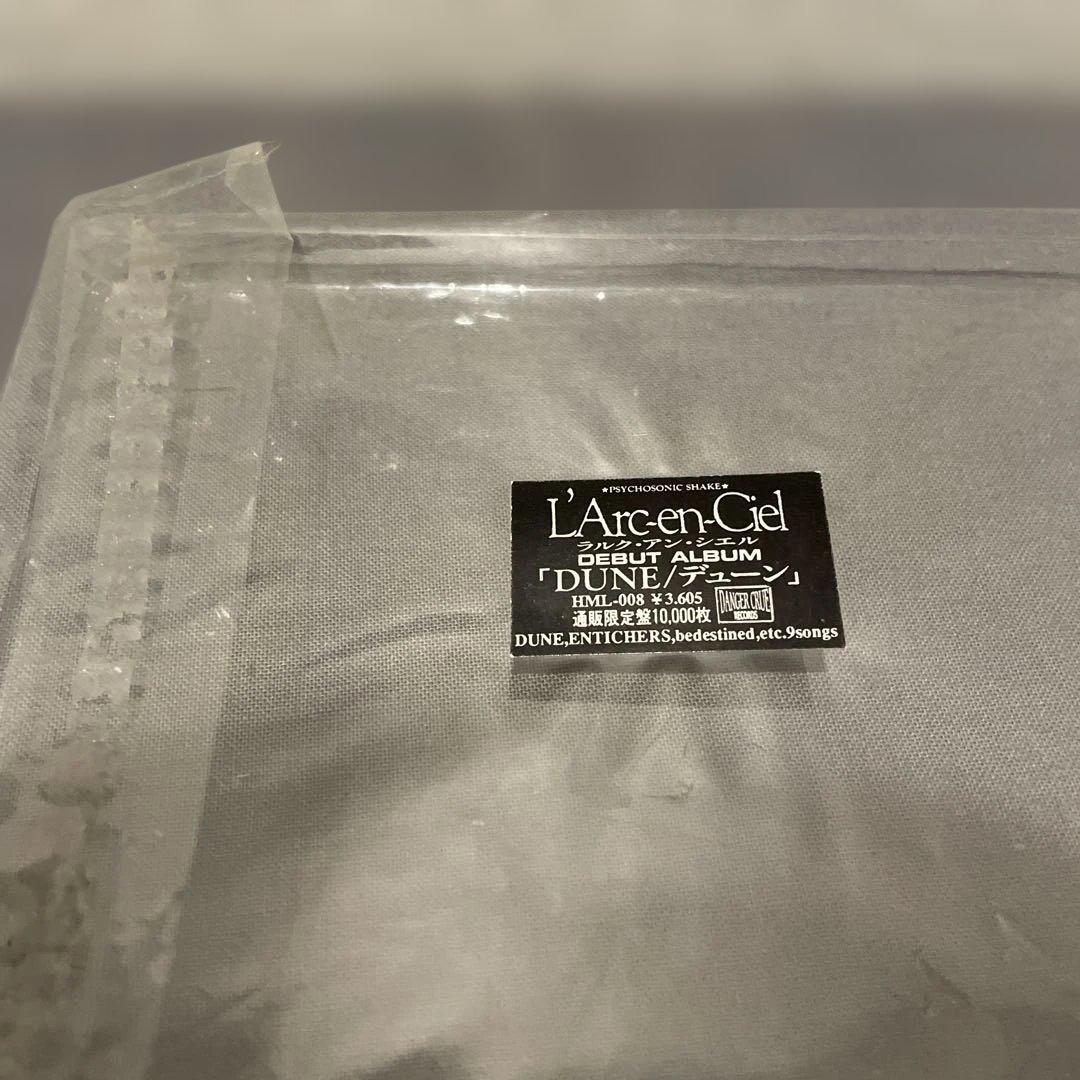 ★PSYCHOSONIC SHAKE★
L'Arc-en-Ciel
ラルク・アン・シエル
DEBUT ALBUM
「DUNE/デューン」
HML-008 ¥3.605
通販限定盤10,000枚
DANGER CRUE
RECORDS
DUNE,ENTICHERS,bedestined,etc.9songs